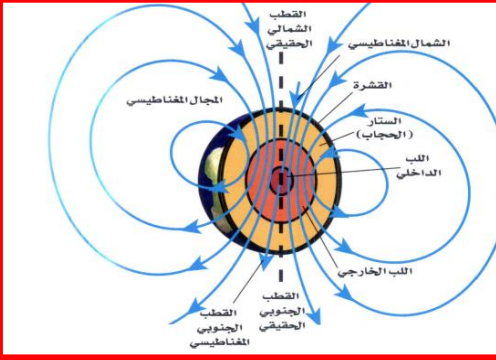 القطب
الشمالي
الحقيقي
الشمال المغناطيسي
القشرة
المجال المغناطيسي
الستار
(الحجاب)
اللب
الداخلي
اللب الخارجي
القطب
الجنوبي
الحقيقي
القطب
الجنوبي
المغناطيسي